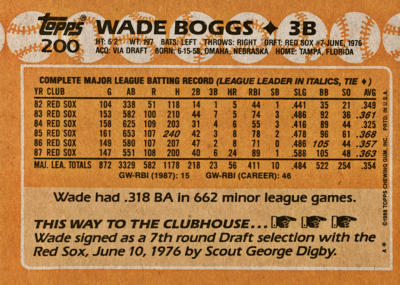 Topps
200
WADE BOGGS ♦ 3B
HT: 6'2" WT: 197 BATS: LEFT THROWS: RIGHT DRFT: RED SOX #7-JUNE, 1976
ACQ: VIA DRAFT BORN: 6-15-58, OMAHA, NEBRASKA HOME: TAMPA, FLORIDA
COMPLETE MAJOR LEAGUE BATTING RECORD (LEAGUE LEADER IN ITALICS, TIE ♦)
YR CLUB G AB R H 2B 3B HR RBI SB SLG BB SO AVG
82 RED SOX 104 338 51 118 14 1 5 44 1 .441 35 21 .349
83 RED SOX 153 582 100 210 44 7 5 74 3 .486 92 36 .361
84 RED SOX 158 625 109 203 31 4 6 55 3 .416 89 44 .325
85 RED SOX 161 653 107 240 42 3 8 78 2 .478 96 61 .368
86 RED SOX 149 580 107 207 47 2 8 71 0 .486 105 44 .357
87 RED SOX 147 551 108 200 40 6 24 89 1 .588 105 48 .363
MAJ. LEA. TOTALS 872 3329 582 1178 218 23 56 411 10 .484 522 254 .354
GW-RBI (1987): 15 GW-RBI (CAREER): 46
Wade had .318 BA in 662 minor league games.
THIS WAY TO THE CLUBHOUSE...
Wade signed as a 7th round Draft selection with the
Red Sox, June 10, 1976 by Scout George Digby.
©1988 TOPPS CHEWING GUM, INC. PRTD. IN U.S.A.
A*